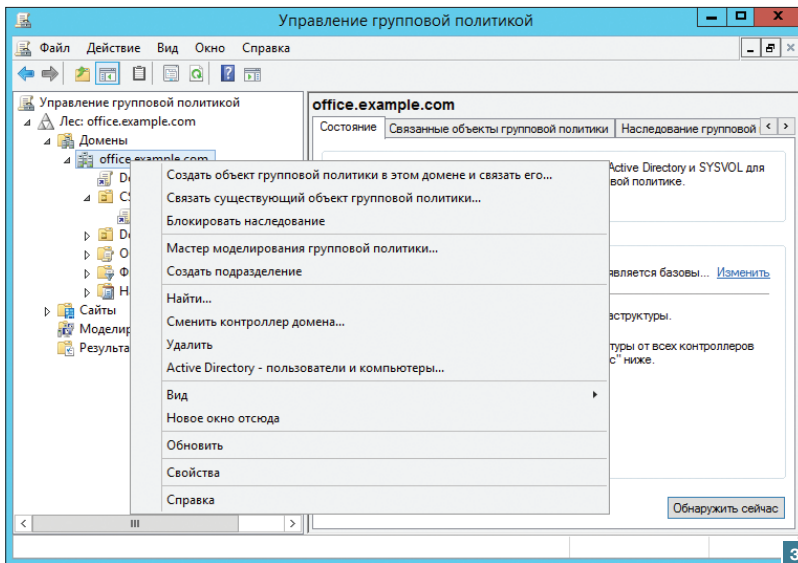 Управление групповой политикой
Файл Действие Вид Окно Справка
Управление групповой политикой
Лес: office.example.com
Домены
office.example.com
Сайты
office.example.com
Состояние Связанные объекты групповой политики Наследование групповой
Active Directory и SYSVOL для
вой политике.
является базовы... Изменить
аструктуры.
туры от всех контроллеров
с" ниже.
Обнаружить сейчас
Создать объект групповой политики в этом домене и связать его...
Связать существующий объект групповой политики...
Блокировать наследование
Мастер моделирования групповой политики...
Создать подразделение
Найти...
Сменить контроллер домена...
Удалить
Active Directory - пользователи и компьютеры...
Вид
Новое окно отсюда
Обновить
Свойства
Справка
Моделир
Результа
3